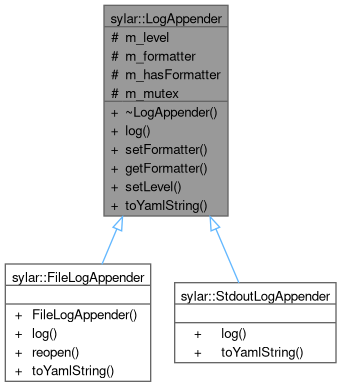 sylar::LogAppender
# m_level
# m_formatter
# m_hasFormatter
# m_mutex
+ ~LogAppender()
+ log()
+ setFormatter()
+ getFormatter()
+ setLevel()
+ toYamlString()
sylar::FileLogAppender
+ FileLogAppender()
+ log()
+ reopen()
+ toYamlString()
sylar::StdoutLogAppender
+ log()
+ toYamlString()